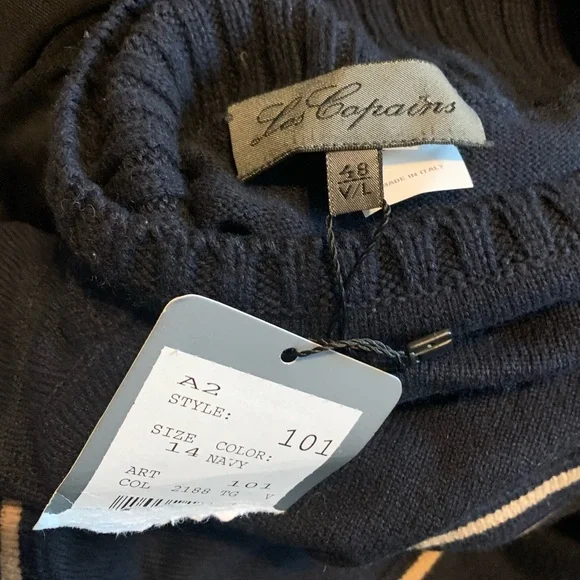 Les Copains
48
V/L
MADE IN ITALY
A2
STYLE: 101
SIZE COLOR:
14 NAVY
ART 101
COL 2188 TG V